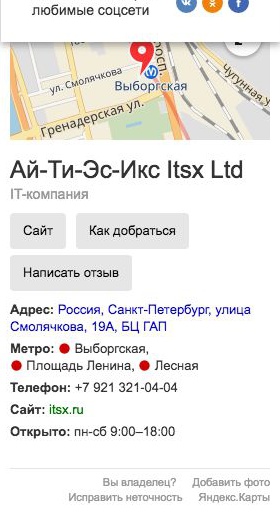 любимые соцсети
ул. Смолячкова
Выборгская
Гренадерская ул.
Чугунная у
Ай-Ти-Эс-Икс Itsx Ltd
IT-компания
Сайт
Как добраться
Написать отзыв
Адрес: Россия, Санкт-Петербург, улица
Смолячкова, 19А, БЦ ГАП
Метро: Выборгская,
Площадь Ленина, Лесная
Телефон: +7 921 321-04-04
Сайт: itsx.ru
Открыто: пн-сб 9:00–18:00
Вы владелец? Добавить фото
Исправить неточность Яндекс.Карты